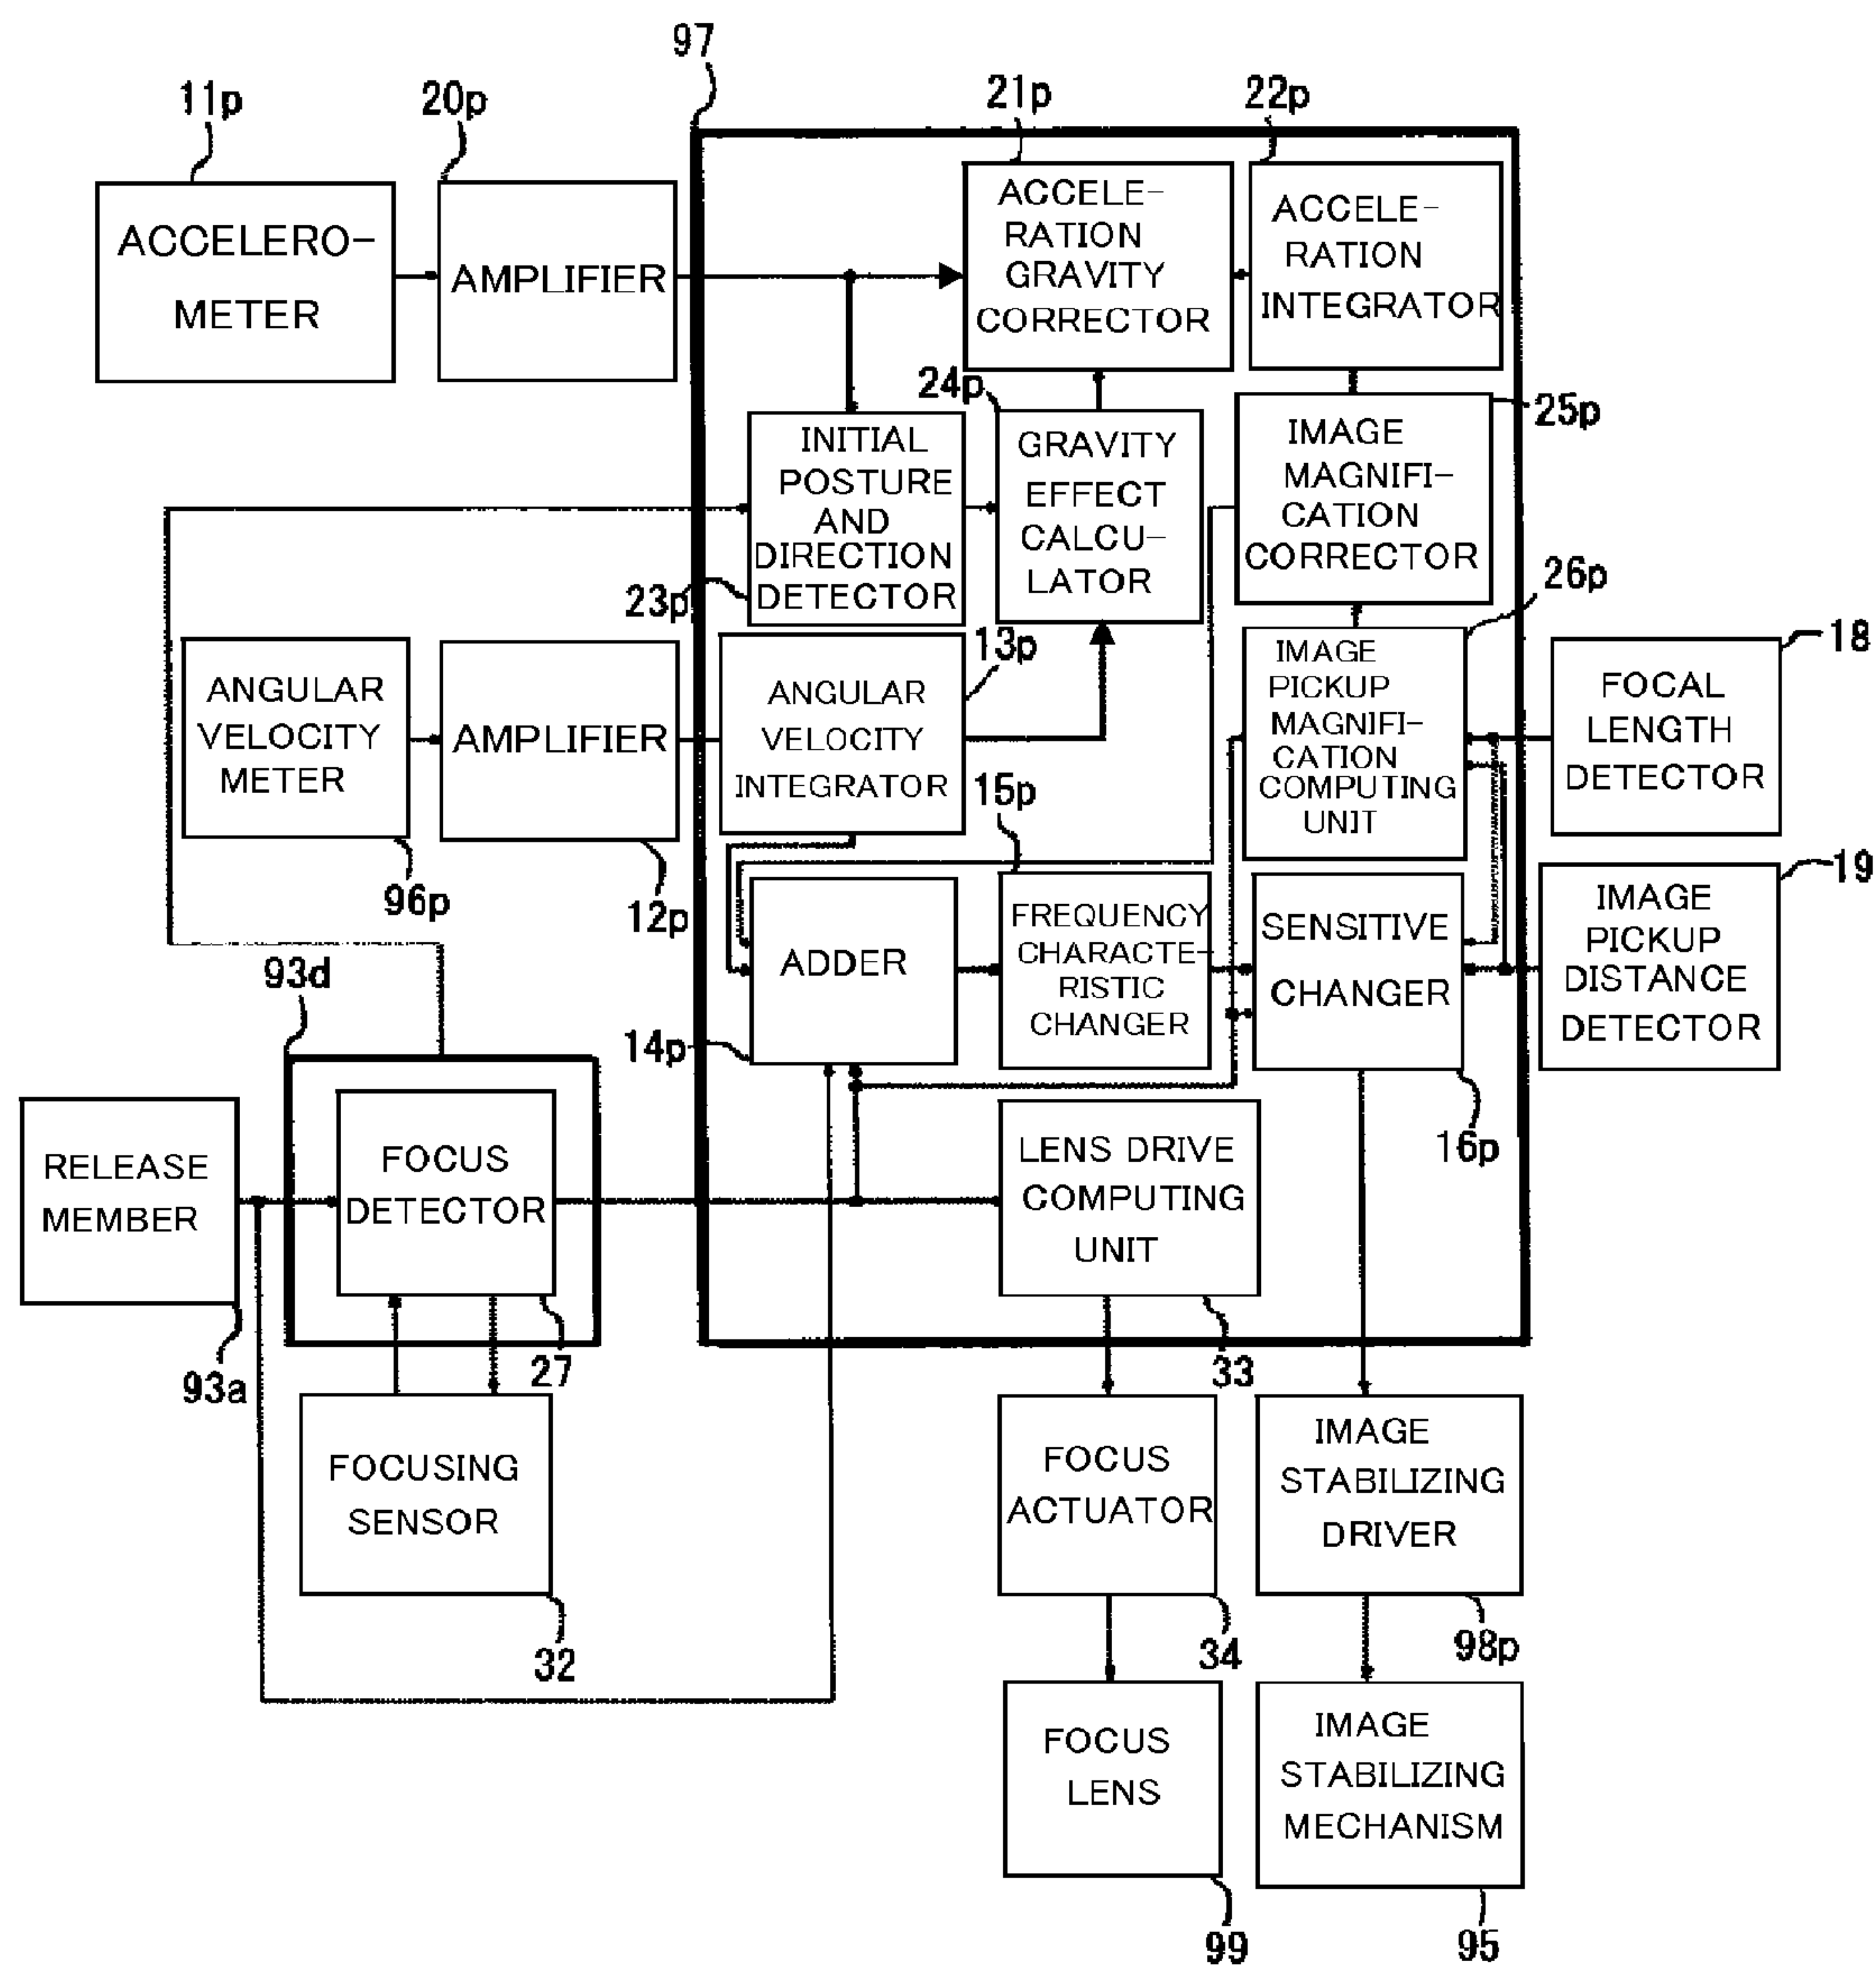 97
11p
20p
21p
22p
ACCELERO-
METER
AMPLIFIER
ACCELE-
RATION
GRAVITY
CORRECTOR
ACCELE-
RATION
INTEGRATOR
24p
25p
INITIAL
POSTURE
AND
DIRECTION
DETECTOR
23p
GRAVITY
EFFECT
CALCU-
LATOR
IMAGE
MAGNIFI-
CATION
CORRECTOR
26p
13p
18
ANGULAR
VELOCITY
METER
AMPLIFIER
ANGULAR
VELOCITY
INTEGRATOR
IMAGE
PICKUP
MAGNIFI-
CATION
COMPUTING
UNIT
FOCAL
LENGTH
DETECTOR
15p
19
96p
12p
93d
ADDER
14p
FREQUENCY
CHARACTE-
RISTIC
CHANGER
SENSITIVE
CHANGER
IMAGE
PICKUP
DISTANCE
DETECTOR
16p
RELEASE
MEMBER
FOCUS
DETECTOR
LENS DRIVE
COMPUTING
UNIT
93a
27
33
FOCUSING
SENSOR
FOCUS
ACTUATOR
IMAGE
STABILIZING
DRIVER
32
34
98p
FOCUS
LENS
IMAGE
STABILIZING
MECHANISM
99
95